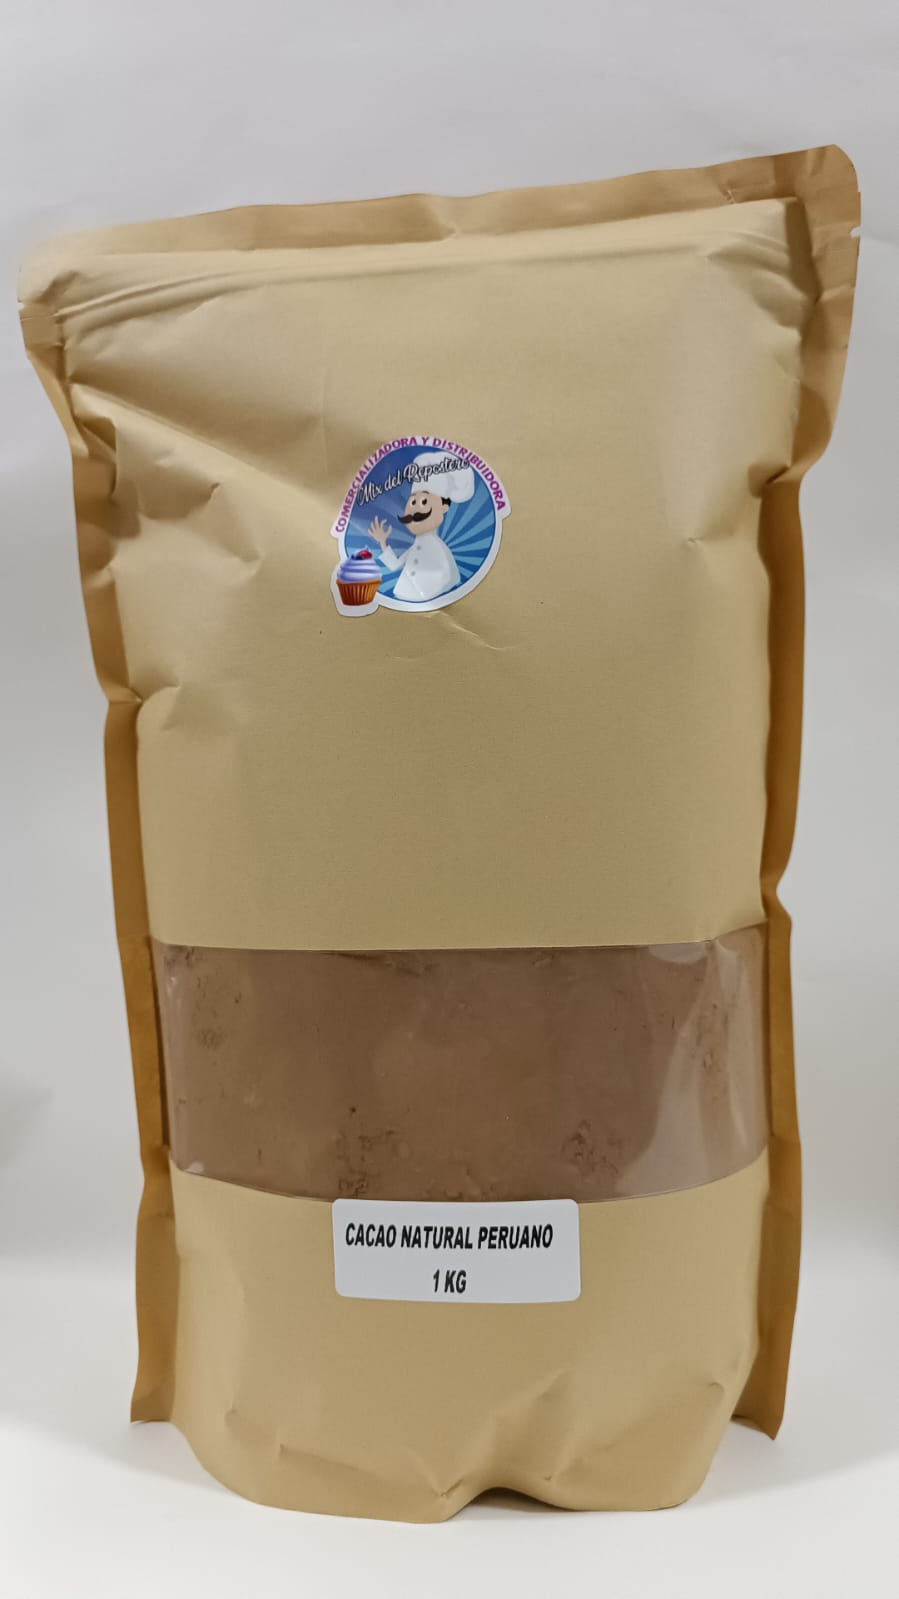 COMERCIALIZADORA Y DISTRIBUIDORA
Mix del Repostero
CACAO NATURAL PERUANO
1 KG